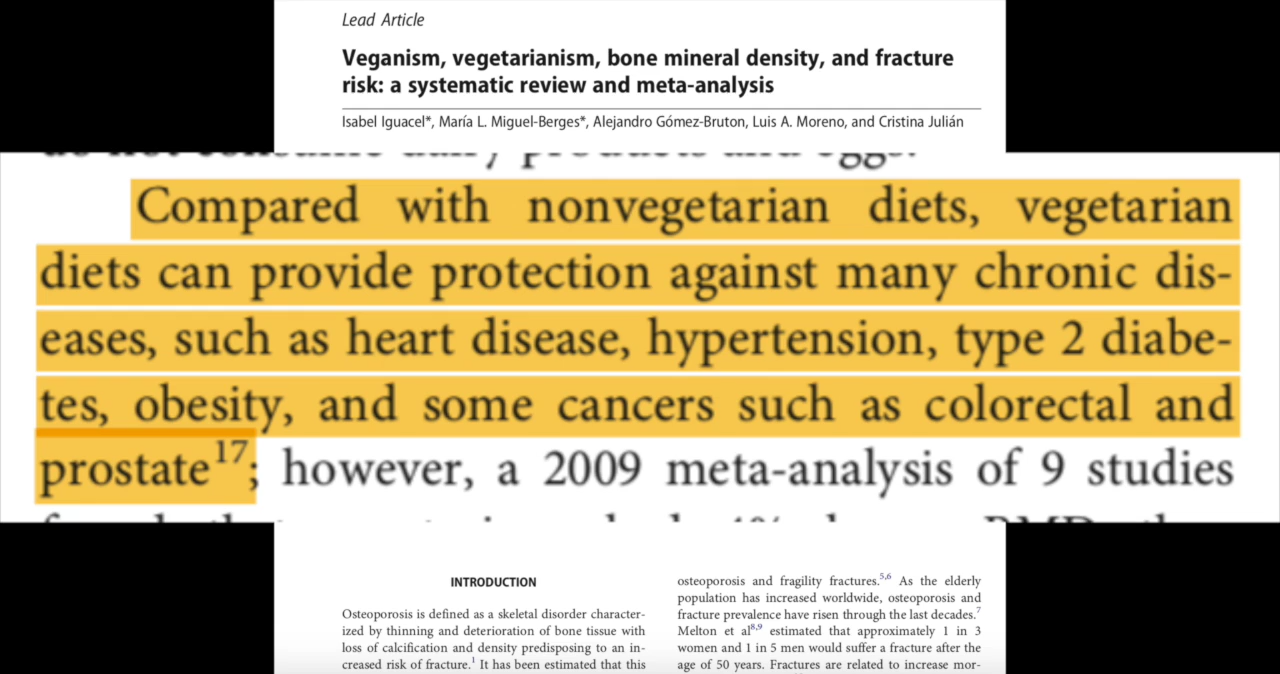 Lead Article
Veganism, vegetarianism, bone mineral density, and fracture
risk: a systematic review and meta-analysis
Isabel Iguacel*, María L. Miguel-Berges*, Alejandro Gómez-Bruton, Luis A. Moreno, and Cristina Julián
Compared with nonvegetarian diets, vegetarian
diets can provide protection against many chronic dis-
eases, such as heart disease, hypertension, type 2 diabe-
tes, obesity, and some cancers such as colorectal and
prostate17; however, a 2009 meta-analysis of 9 studies
INTRODUCTION
Osteoporosis is defined as a skeletal disorder character-
ized by thinning and deterioration of bone tissue with
loss of calcification and density predisposing to an in-
creased risk of fracture.1 It has been estimated that this
osteoporosis and fragility fractures.5,6 As the elderly
population has increased worldwide, osteoporosis and
fracture prevalence have risen through the last decades.7
Melton et al8,9 estimated that approximately 1 in 3
women and 1 in 5 men would suffer a fracture after the
age of 50 years. Fractures are related to increase mor-